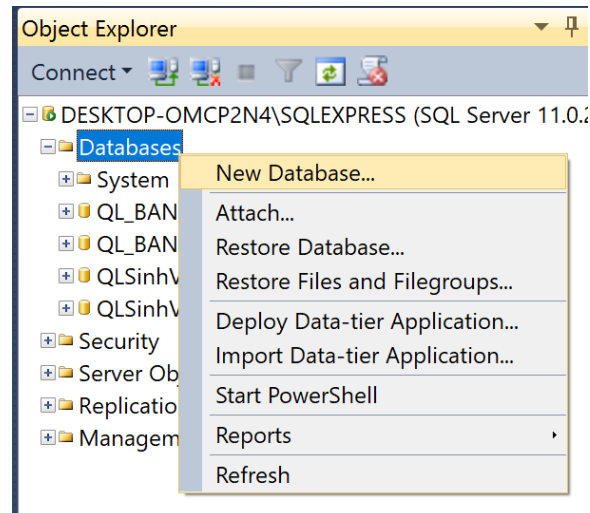 Object Explorer
Connect
DESKTOP-OMCP2N4\SQLEXPRESS (SQL Server 11.0.2
Databases
System
QL_BAN
QL_BAN
QLSinhV
QLSinhV
Security
Server Ob
Replicatio
Managem
New Database...
Attach...
Restore Database...
Restore Files and Filegroups...
Deploy Data-tier Application...
Import Data-tier Application...
Start PowerShell
Reports
Refresh